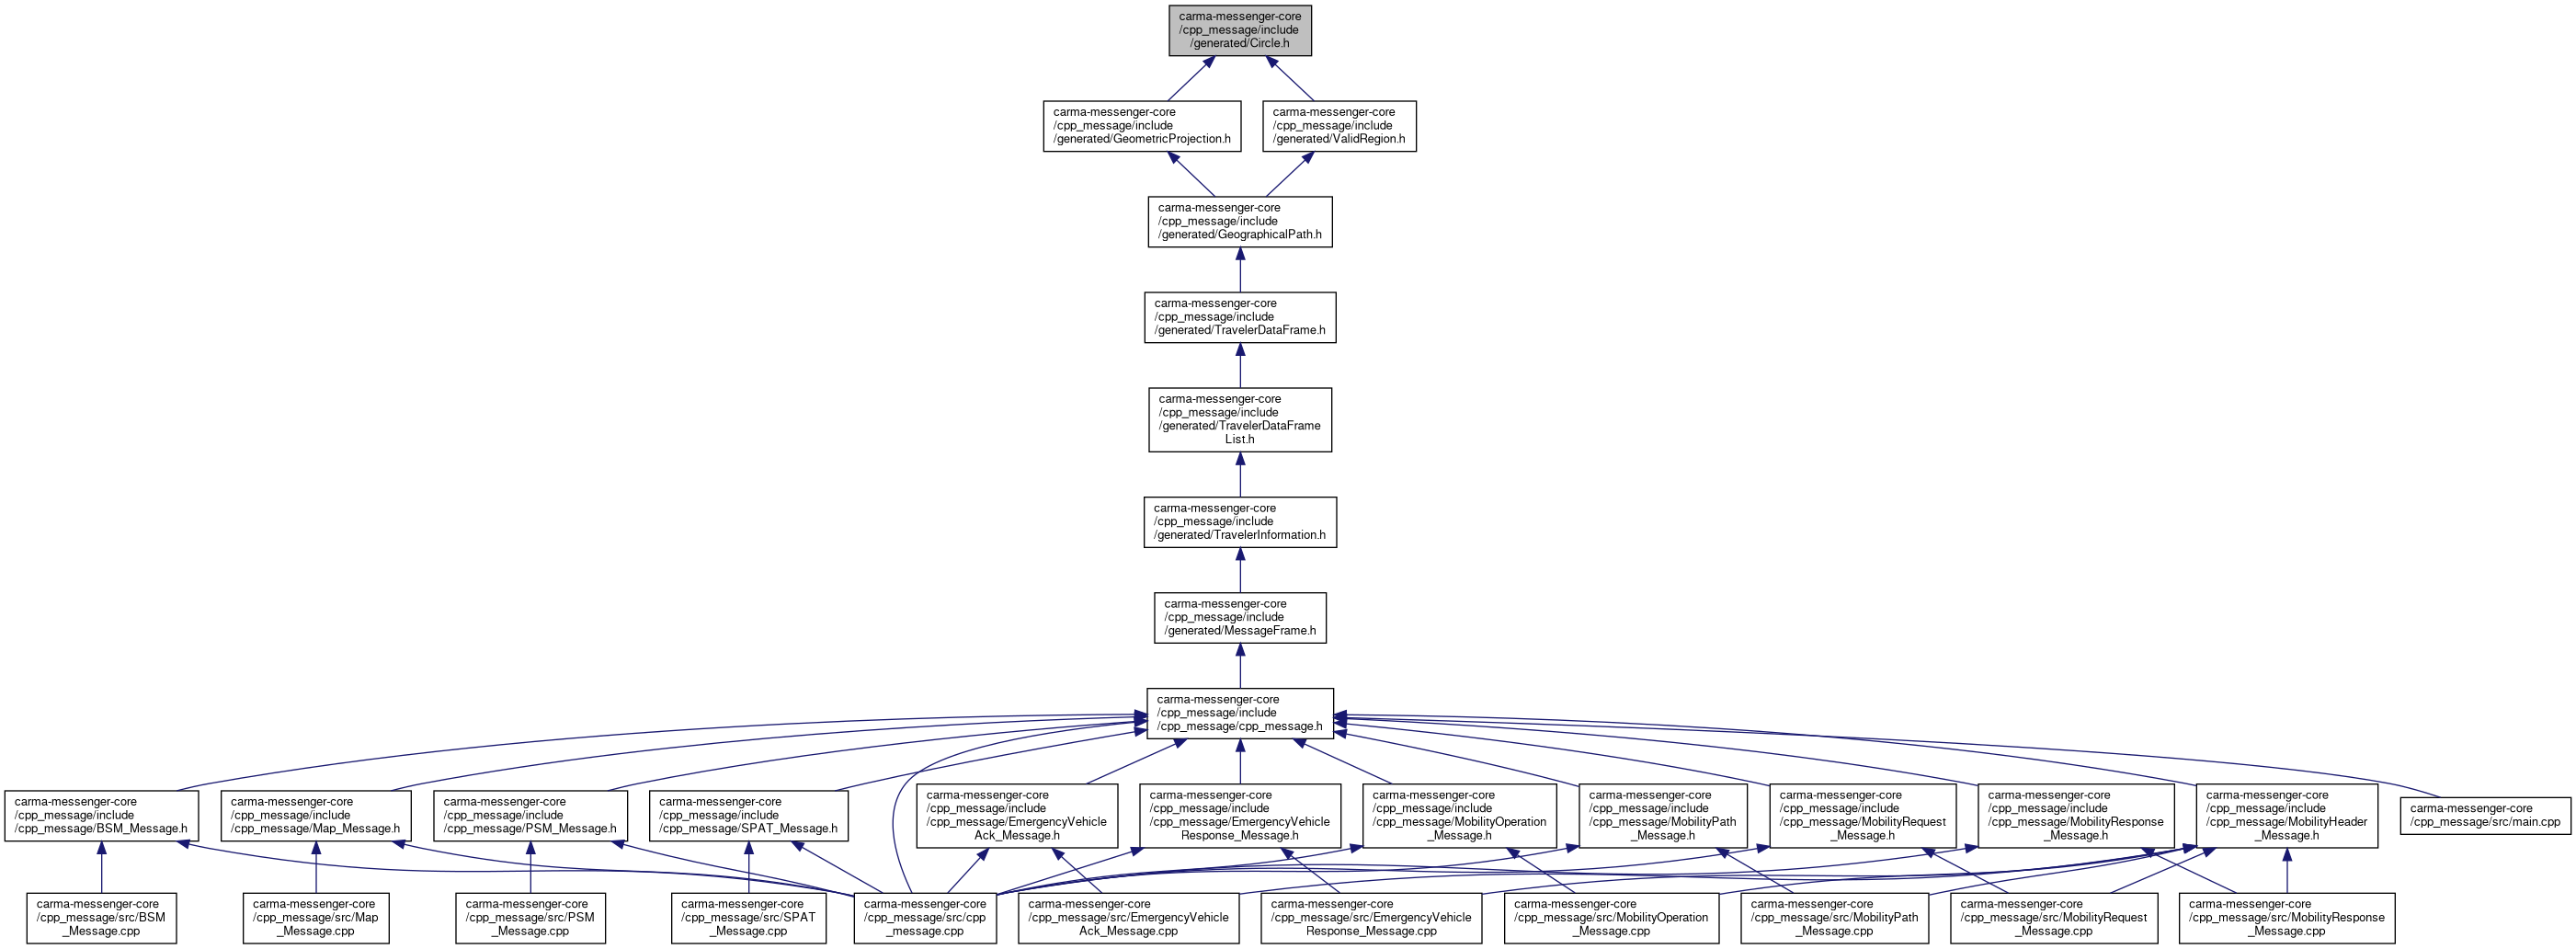 carma-messenger-core
/cpp_message/include
/generated/Circle.h
carma-messenger-core
/cpp_message/include
/generated/GeometricProjection.h
carma-messenger-core
/cpp_message/include
/generated/ValidRegion.h
carma-messenger-core
/cpp_message/include
/generated/GeographicalPath.h
carma-messenger-core
/cpp_message/include
/generated/TravelerDataFrame.h
carma-messenger-core
/cpp_message/include
/generated/TravelerDataFrame
List.h
carma-messenger-core
/cpp_message/include
/generated/TravelerInformation.h
carma-messenger-core
/cpp_message/include
/generated/MessageFrame.h
carma-messenger-core
/cpp_message/include
/cpp_message/cpp_message.h
carma-messenger-core
/cpp_message/include
/cpp_message/BSM_Message.h
carma-messenger-core
/cpp_message/include
/cpp_message/Map_Message.h
carma-messenger-core
/cpp_message/include
/cpp_message/PSM_Message.h
carma-messenger-core
/cpp_message/include
/cpp_message/SPAT_Message.h
carma-messenger-core
/cpp_message/include
/cpp_message/EmergencyVehicle
Ack_Message.h
carma-messenger-core
/cpp_message/include
/cpp_message/EmergencyVehicle
Response_Message.h
carma-messenger-core
/cpp_message/include
/cpp_message/MobilityOperation
_Message.h
carma-messenger-core
/cpp_message/include
/cpp_message/MobilityPath
_Message.h
carma-messenger-core
/cpp_message/include
/cpp_message/MobilityRequest
_Message.h
carma-messenger-core
/cpp_message/include
/cpp_message/MobilityResponse
_Message.h
carma-messenger-core
/cpp_message/include
/cpp_message/MobilityHeader
_Message.h
carma-messenger-core
/cpp_message/src/main.cpp
carma-messenger-core
/cpp_message/src/BSM
_Message.cpp
carma-messenger-core
/cpp_message/src/Map
_Message.cpp
carma-messenger-core
/cpp_message/src/PSM
_Message.cpp
carma-messenger-core
/cpp_message/src/SPAT
_Message.cpp
carma-messenger-core
/cpp_message/src/cpp
_message.cpp
carma-messenger-core
/cpp_message/src/EmergencyVehicle
Ack_Message.cpp
carma-messenger-core
/cpp_message/src/EmergencyVehicle
Response_Message.cpp
carma-messenger-core
/cpp_message/src/MobilityOperation
_Message.cpp
carma-messenger-core
/cpp_message/src/MobilityPath
_Message.cpp
carma-messenger-core
/cpp_message/src/MobilityRequest
_Message.cpp
carma-messenger-core
/cpp_message/src/MobilityResponse
_Message.cpp